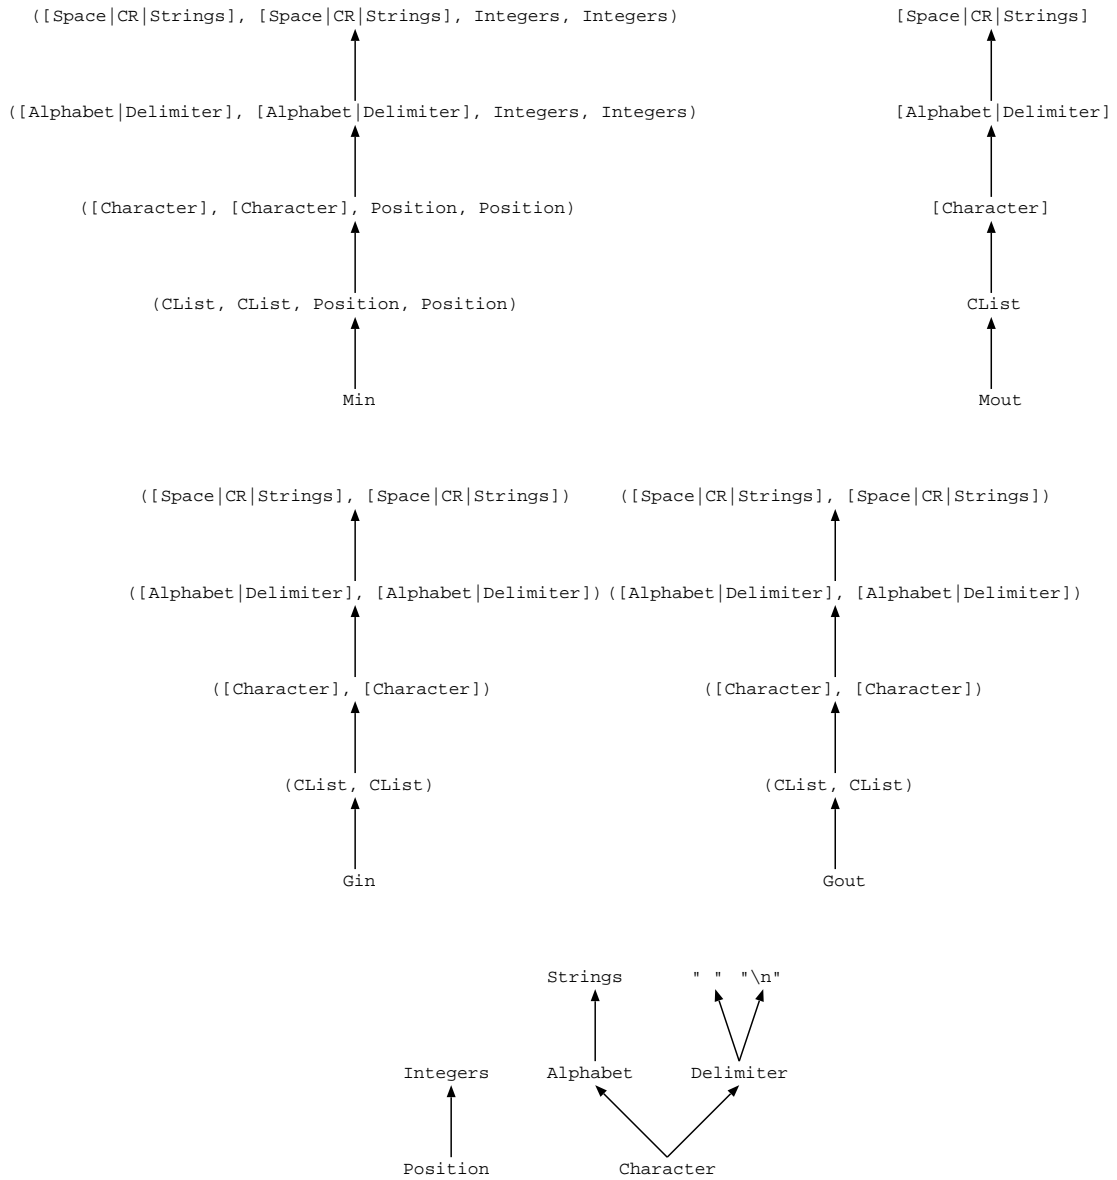 ([Space|CR|Strings], [Space|CR|Strings], Integers, Integers)
[Space|CR|Strings]
([Alphabet|Delimiter], [Alphabet|Delimiter], Integers, Integers)
[Alphabet|Delimiter]
([Character], [Character], Position, Position)
[Character]
(CList, CList, Position, Position)
CList
Min
Mout
([Space|CR|Strings], [Space|CR|Strings])
([Space|CR|Strings], [Space|CR|Strings])
([Alphabet|Delimiter], [Alphabet|Delimiter])
([Alphabet|Delimiter], [Alphabet|Delimiter])
([Character], [Character])
([Character], [Character])
(CList, CList)
(CList, CList)
Gin
Gout
Strings
" "
"\n"
Integers
Alphabet
Delimiter
Position
Character